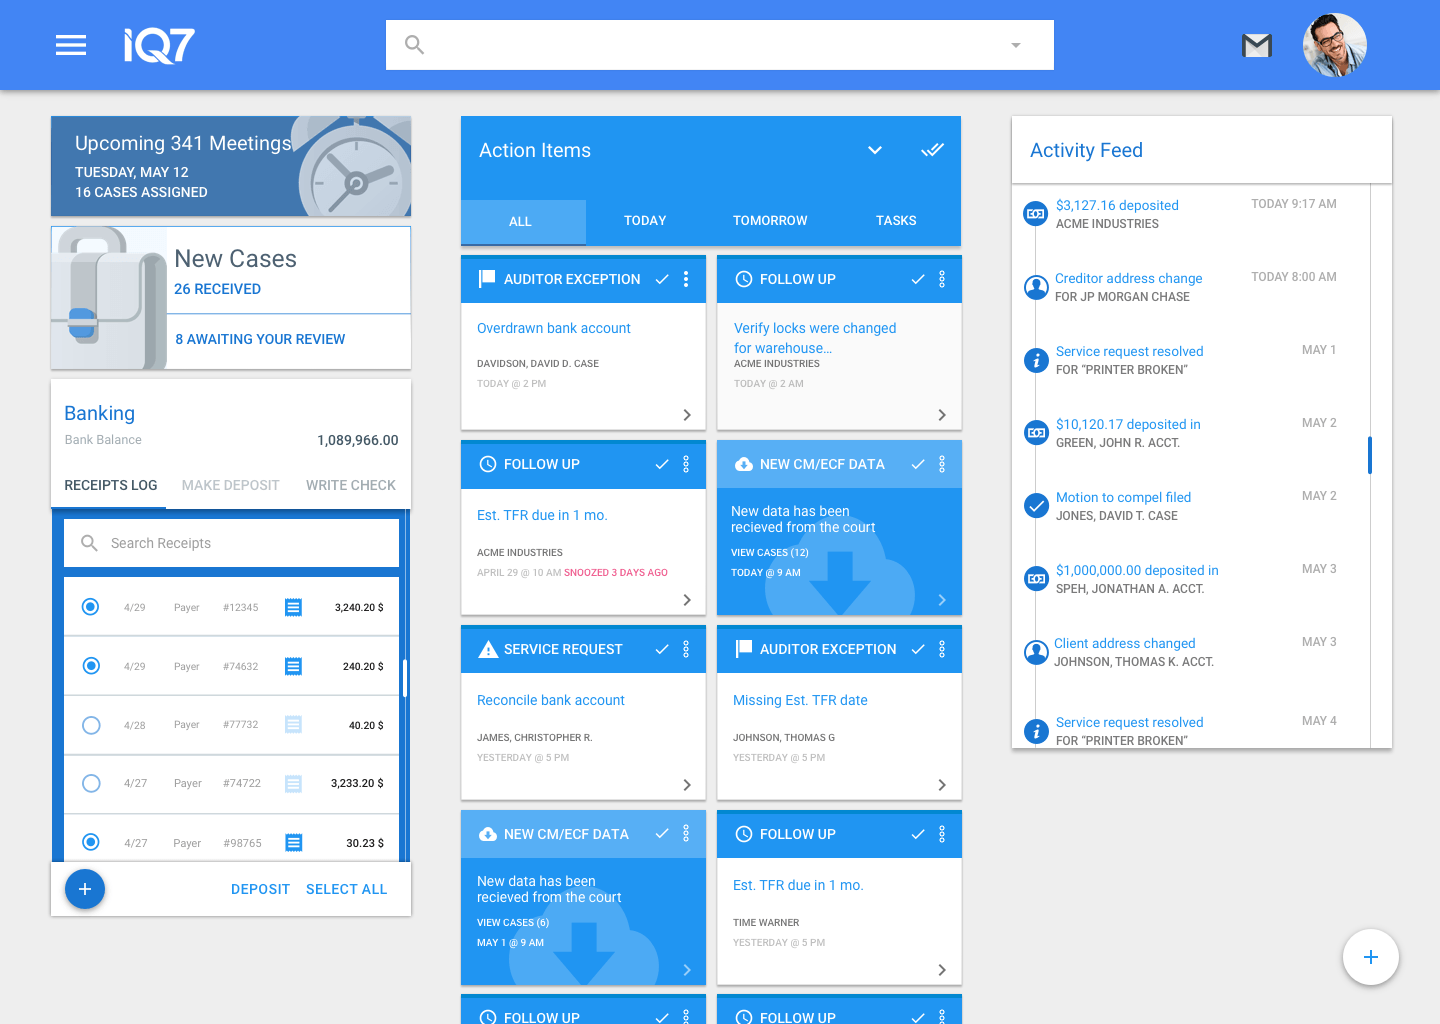 iQ7
Upcoming 341 Meetings
TUESDAY, MAY 12
16 CASES ASSIGNED
New Cases
26 RECEIVED
8 AWAITING YOUR REVIEW
Banking
Bank Balance
1,089,966.00
RECEIPTS LOG
MAKE DEPOSIT
WRITE CHECK
Search Receipts
4/29 Payer #12345 3,240.20 $
4/29 Payer #74632 240.20 $
4/28 Payer #77732 40.20 $
4/27 Payer #74722 3,233.20 $
4/27 Payer #98765 30.23 $
DEPOSIT
SELECT ALL
Action Items
ALL
TODAY
TOMORROW
TASKS
AUDITOR EXCEPTION
Overdrawn bank account
DAVIDSON, DAVID D. CASE
TODAY @ 2 PM
FOLLOW UP
Verify locks were changed
for warehouse...
ACME INDUSTRIES
TODAY @ 2 AM
FOLLOW UP
Est. TFR due in 1 mo.
ACME INDUSTRIES
APRIL 29 @ 10 AM SNOOZED 3 DAYS AGO
NEW CM/ECF DATA
New data has been
recieved from the court
VIEW CASES (12)
TODAY @ 9 AM
SERVICE REQUEST
Reconcile bank account
JAMES, CHRISTOPHER R.
YESTERDAY @ 5 PM
AUDITOR EXCEPTION
Missing Est. TFR date
JOHNSON, THOMAS G
YESTERDAY @ 5 PM
NEW CM/ECF DATA
New data has been
recieved from the court
VIEW CASES (6)
MAY 1 @ 9 AM
FOLLOW UP
Est. TFR due in 1 mo.
TIME WARNER
YESTERDAY @ 5 PM
FOLLOW UP
FOLLOW UP
Activity Feed
$3,127.16 deposited
TODAY 9:17 AM
ACME INDUSTRIES
Creditor address change
TODAY 8:00 AM
FOR JP MORGAN CHASE
Service request resolved
MAY 1
FOR “PRINTER BROKEN”
$10,120.17 deposited in
MAY 2
GREEN, JOHN R. ACCT.
Motion to compel filed
MAY 2
JONES, DAVID T. CASE
$1,000,000.00 deposited in
MAY 3
SPEH, JONATHAN A. ACCT.
Client address changed
MAY 3
JOHNSON, THOMAS K. ACCT.
Service request resolved
MAY 4
FOR “PRINTER BROKEN”